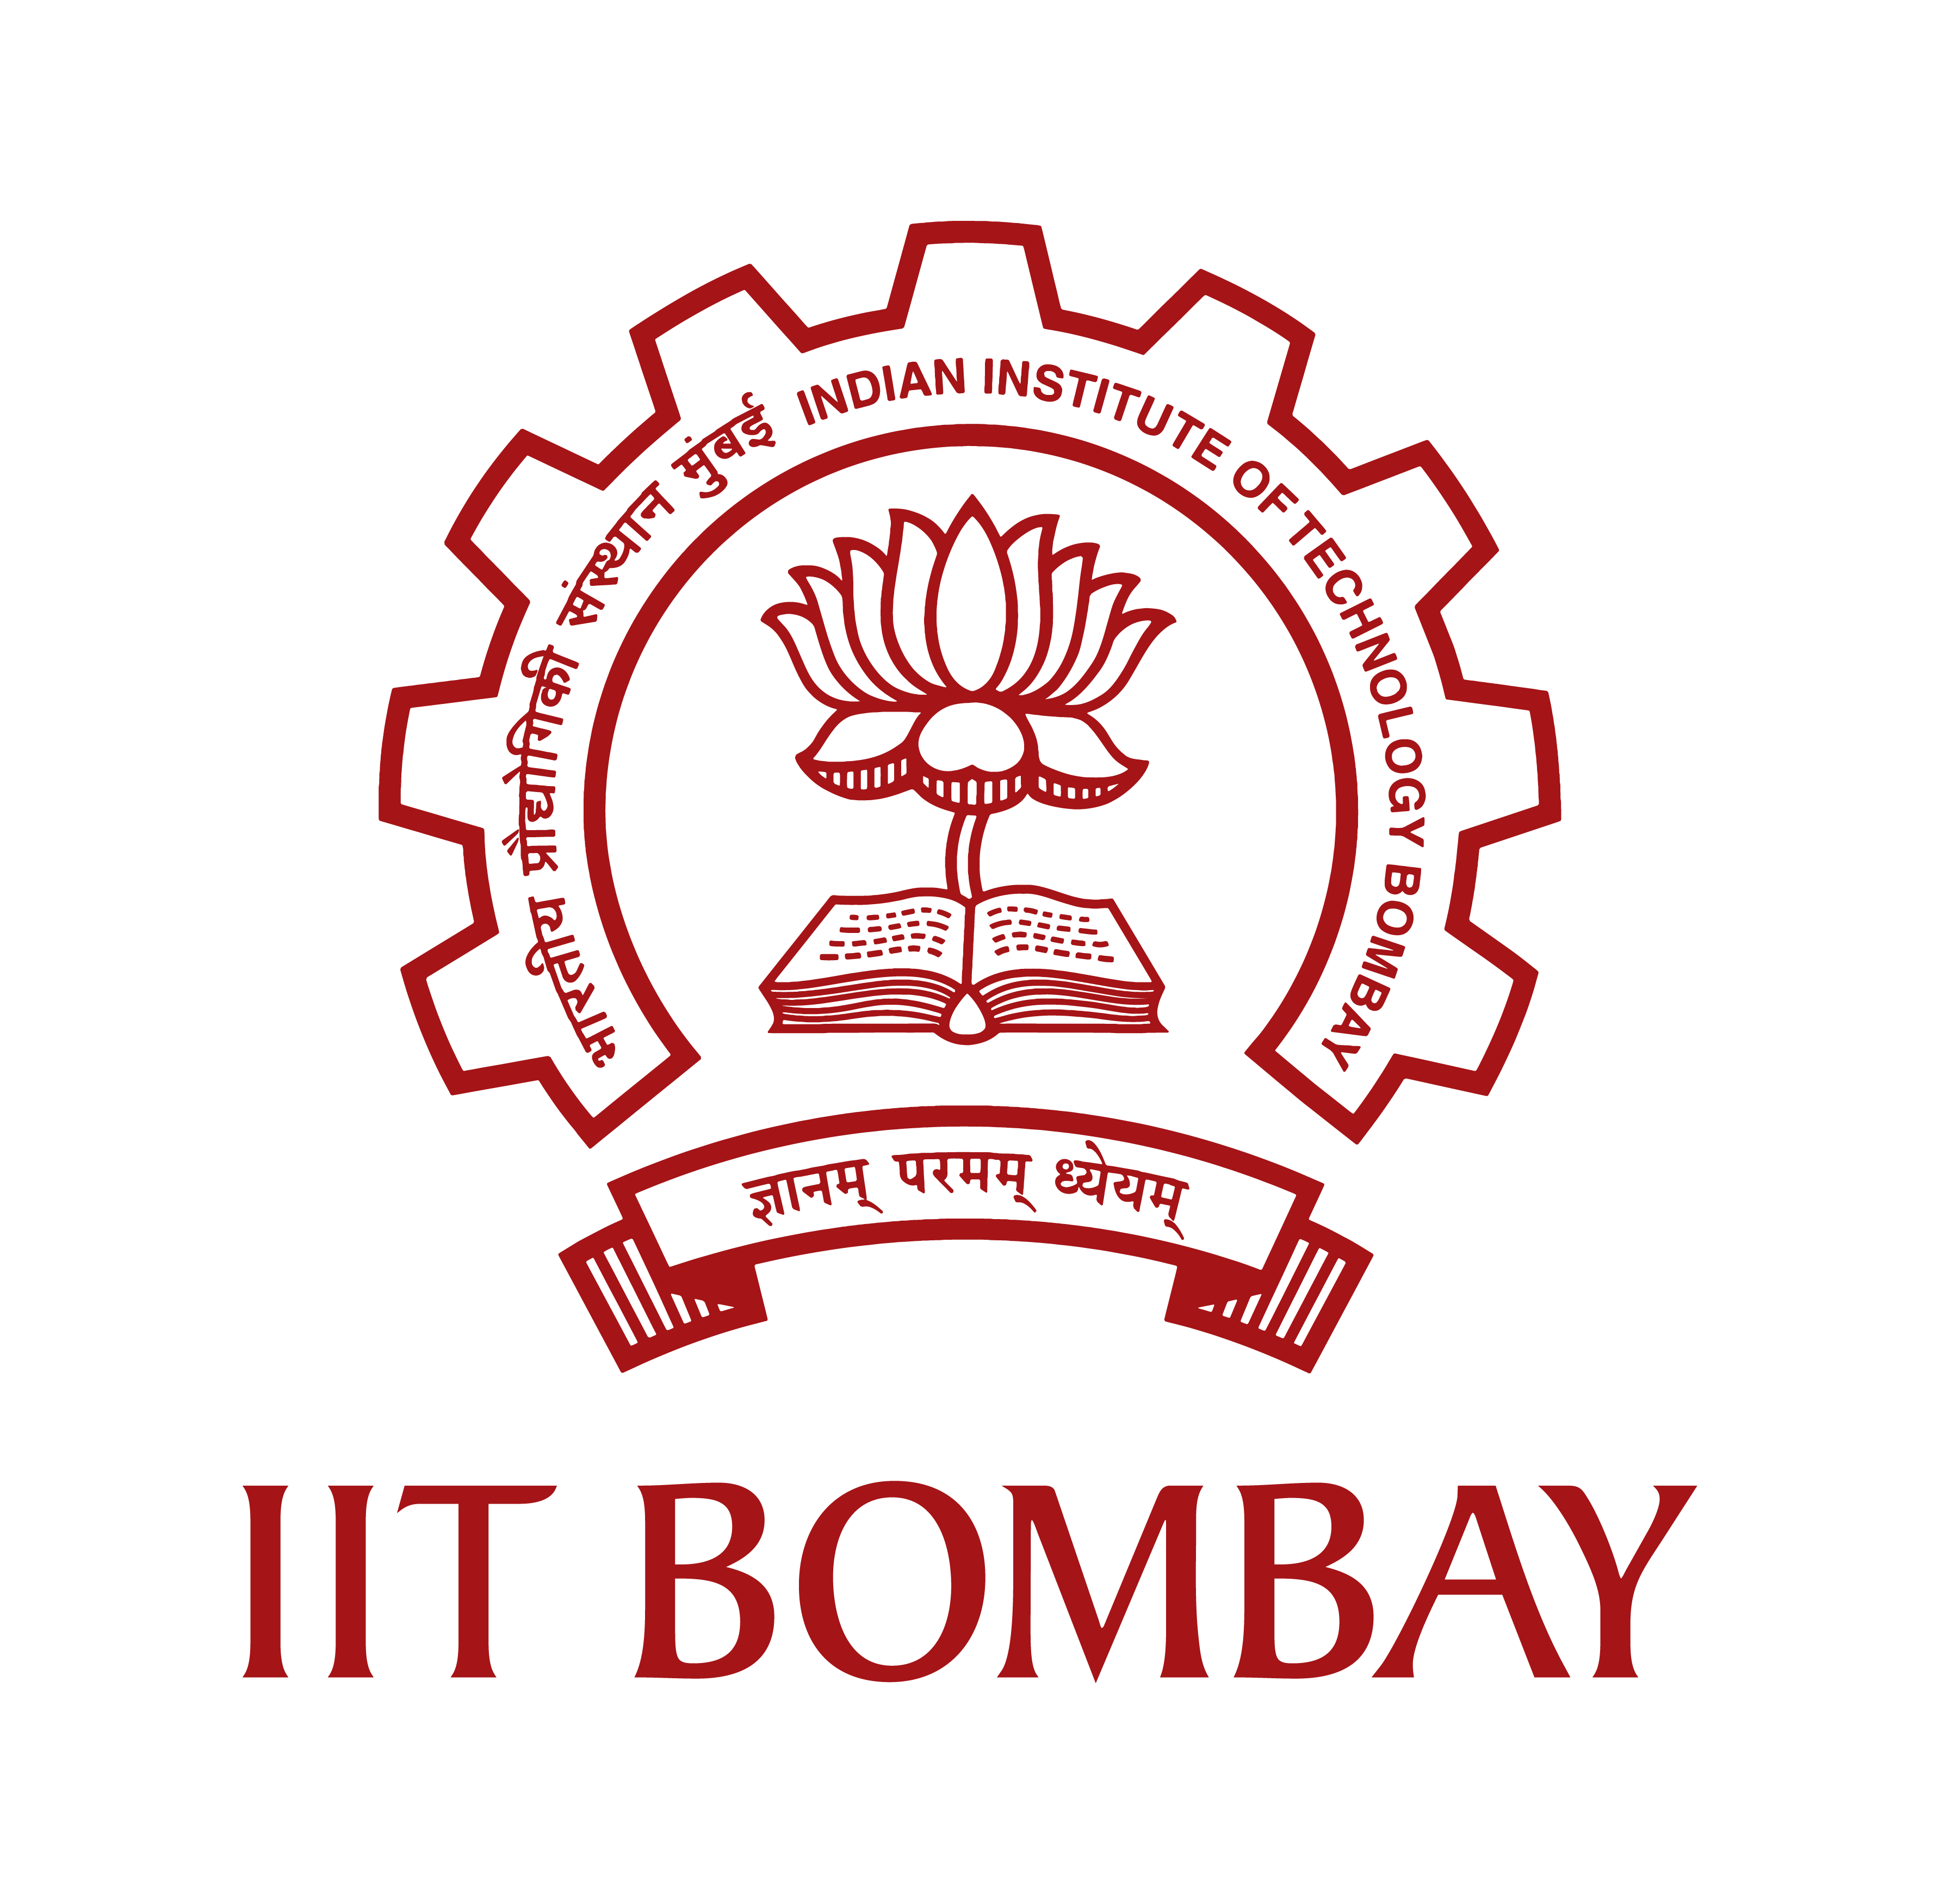 भारतीय प्रौद्योगिकी संस्थान मुंबई
INDIAN INSTITUTE OF TECHNOLOGY BOMBAY
ज्ञानम् परमम् ध्येयम्
IIT BOMBAY